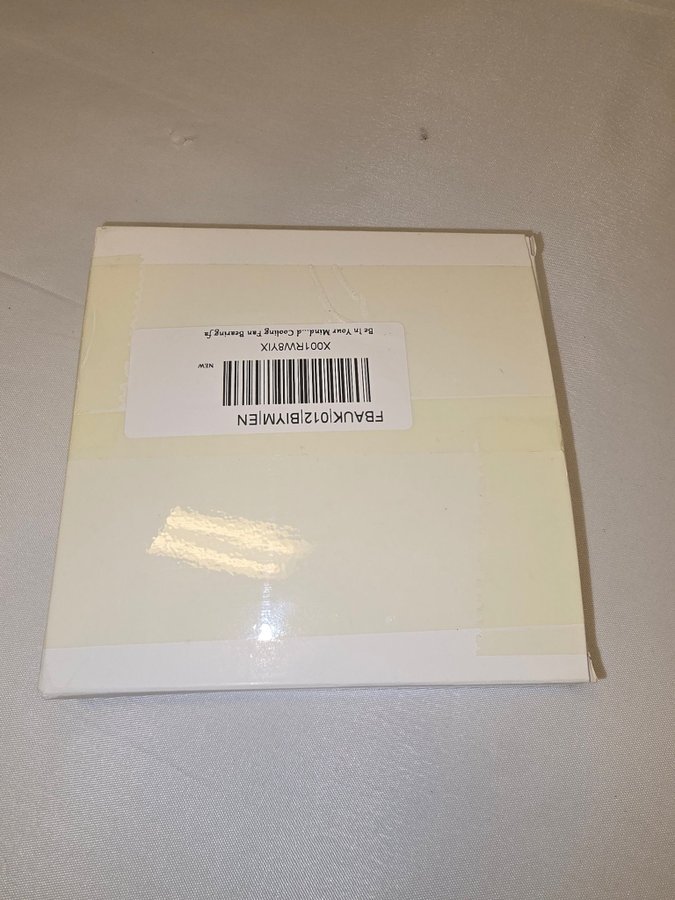 FBAUK|012|BIYM|EN
NEW
X001RW8YIX
Be In Your Mind...d Cooling Fan Bearing fa